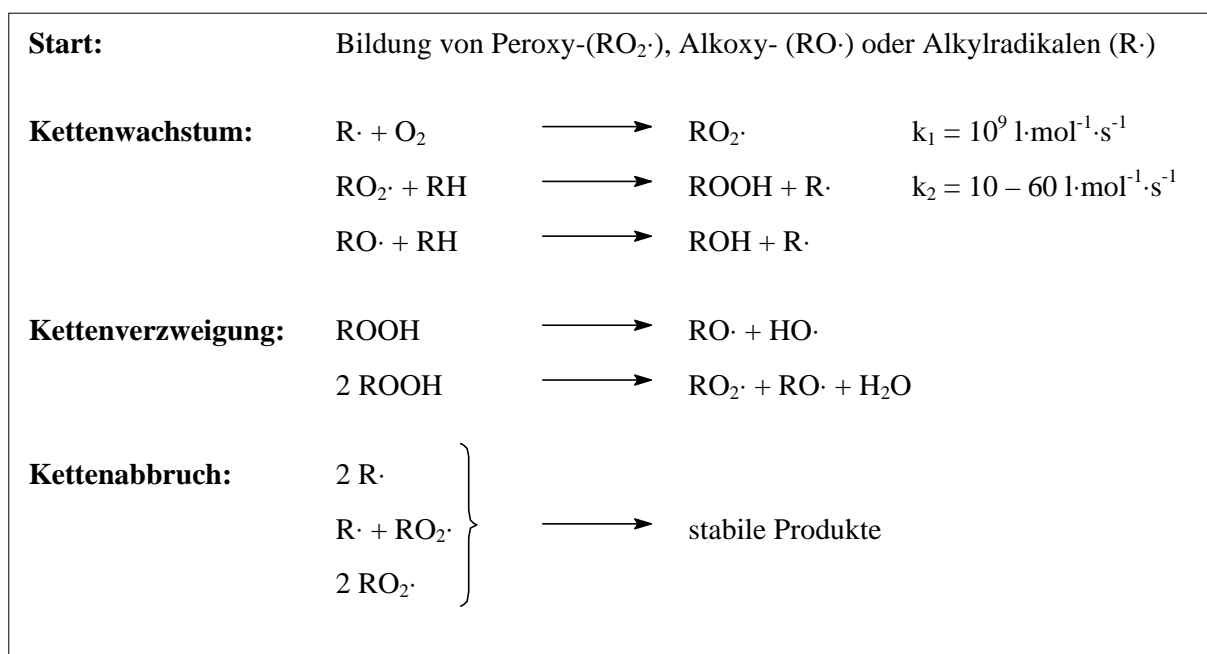 Start: Bildung von Peroxy-(RO₂·), Alkoxy- (RO·) oder Alkylradikalen (R·)
Kettenwachstum: R· + O₂ ⟶ RO₂· k₁ = 10⁹ l·mol⁻¹·s⁻¹
RO₂· + RH ⟶ ROOH + R· k₂ = 10 – 60 l·mol⁻¹·s⁻¹
RO· + RH ⟶ ROH + R·
Kettenverzweigung: ROOH ⟶ RO· + HO·
2 ROOH ⟶ RO₂· + RO· + H₂O
Kettenabbruch: 2 R·
R· + RO₂· ⟶ stabile Produkte
2 RO₂·